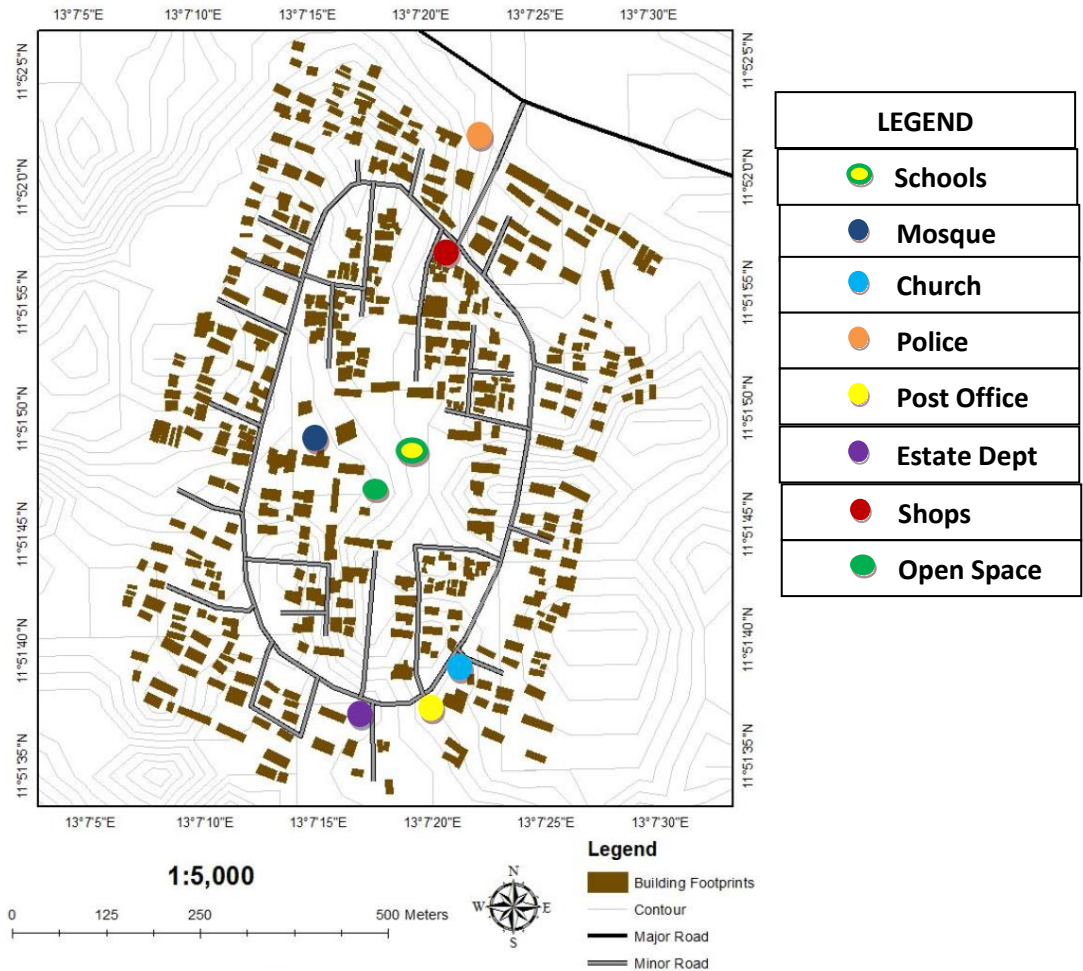 13°7'5"E 13°7'10"E 13°7'15"E 13°7'20"E 13°7'25"E 13°7'30"E
11°52'5"N 11°52'5"N
11°52'0"N 11°52'0"N
11°51'55"N 11°51'55"N
11°51'50"N 11°51'50"N
11°51'45"N 11°51'45"N
11°51'40"N 11°51'40"N
11°51'35"N 11°51'35"N
13°7'5"E 13°7'10"E 13°7'15"E 13°7'20"E 13°7'25"E 13°7'30"E
LEGEND
Schools
Mosque
Church
Police
Post Office
Estate Dept
Shops
Open Space
1:5,000
0 125 250 500 Meters
N
W E
S
Legend
Building Footprints
Contour
Major Road
Minor Road